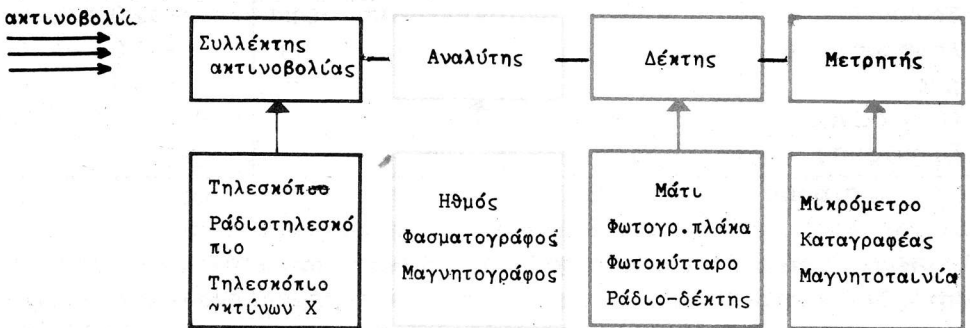 ακτινοβολία
Συλλέκτης
ακτινοβολίας
Αναλύτης
Δέκτης
Μετρητής
Τηλεσκόπιο
Ράδιοτηλεσκό
πιο
Τηλεσκόπιο
ακτίνων Χ
Ηθμός
Φασματογράφος
Μαγνητογράφος
Μάτι
Φωτογρ.πλάκα
Φωτοκύτταρο
Ράδιο-δέκτης
Μικρόμετρο
Καταγραφέας
Μαγνητοταινία